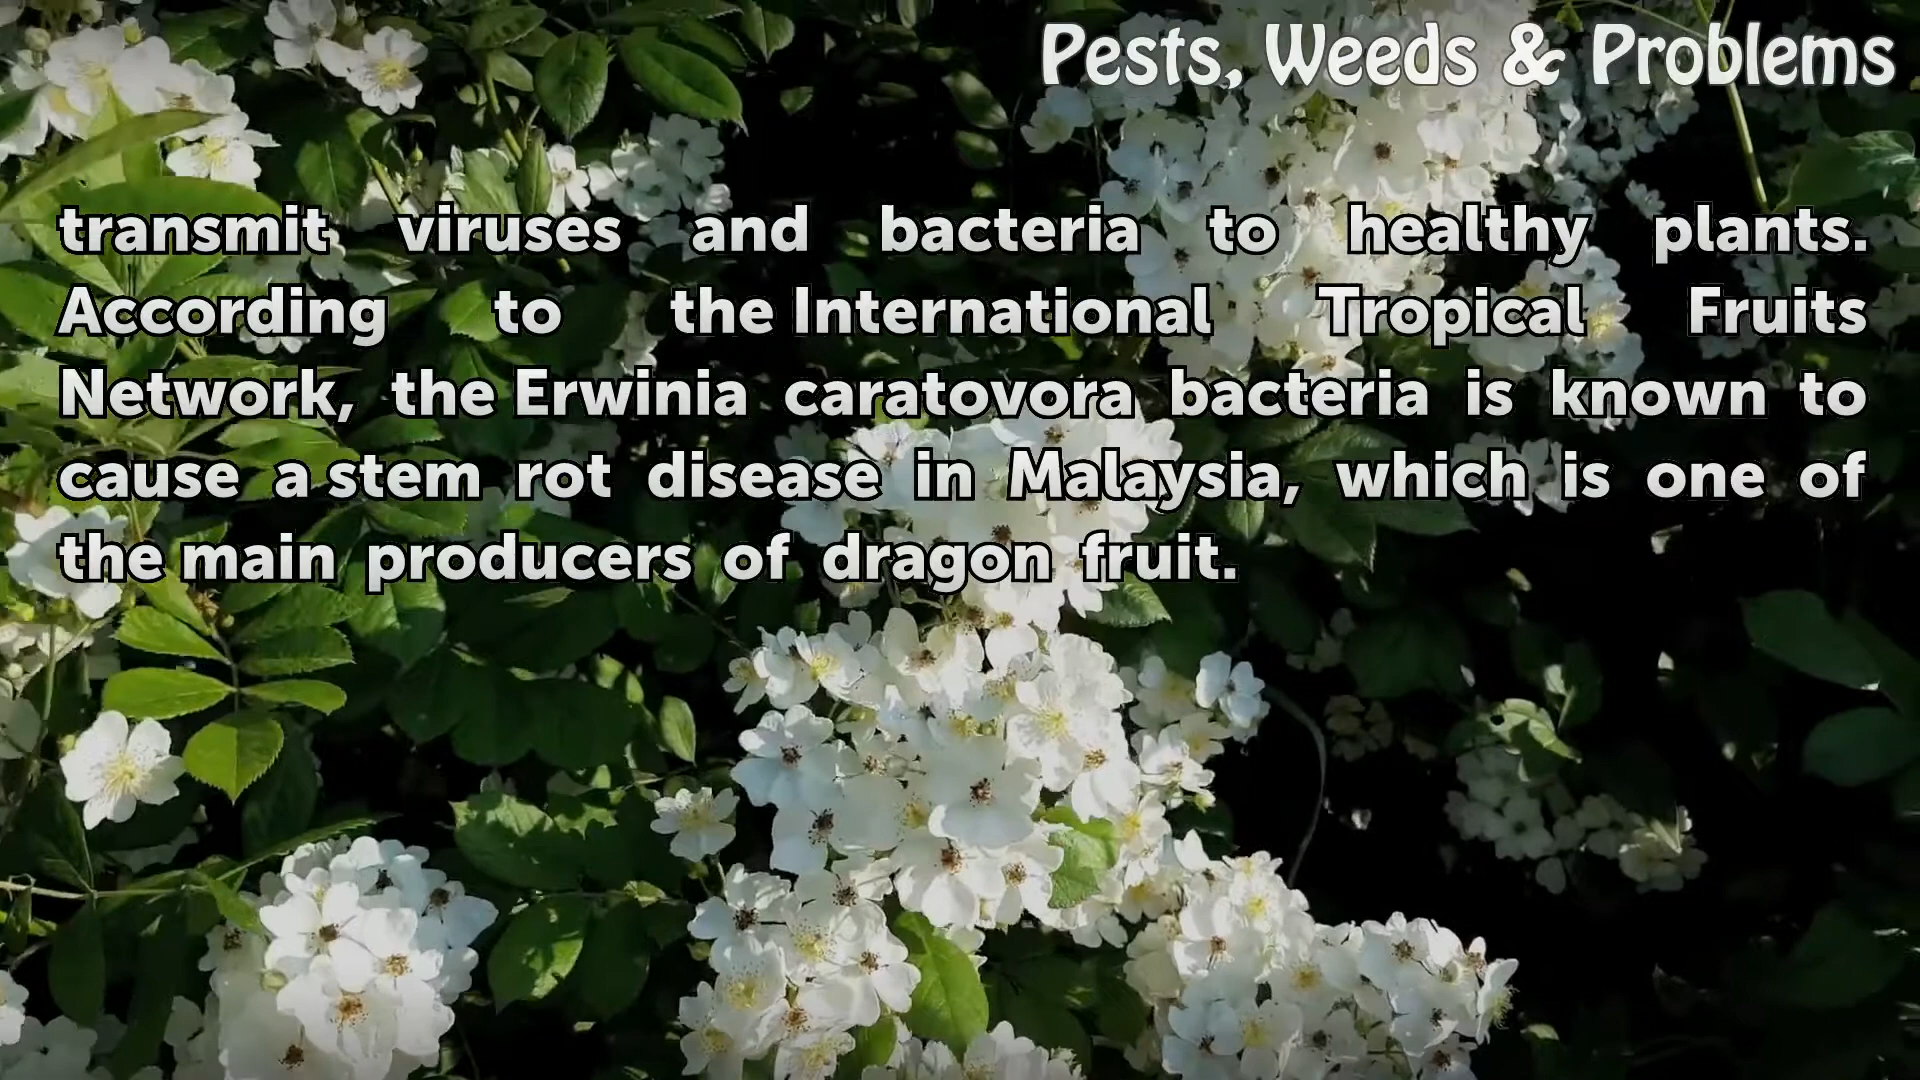 Pests, Weeds & Problems
transmit viruses and bacteria to healthy plants.
According to the International Tropical Fruits
Network, the Erwinia caratovora bacteria is known to
cause a stem rot disease in Malaysia, which is one of
the main producers of dragon fruit.